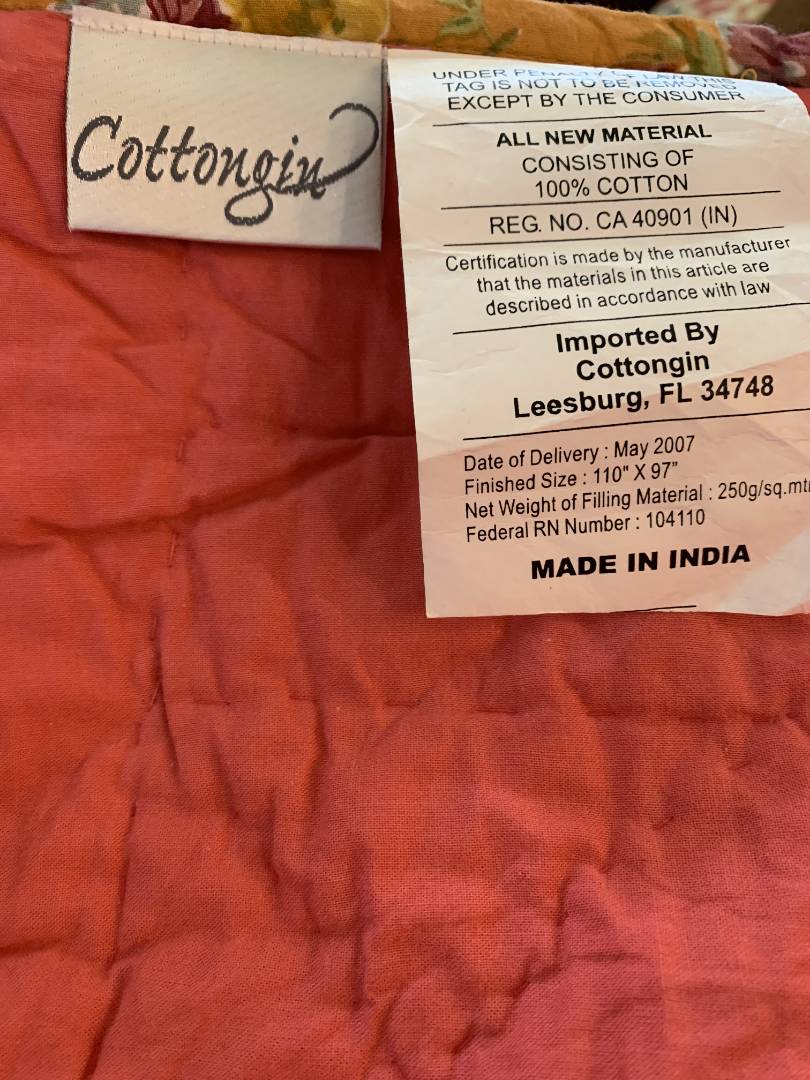 Cottongin
UNDER PENALTY OF LAW THIS
TAG IS NOT TO BE REMOVED
EXCEPT BY THE CONSUMER
ALL NEW MATERIAL
CONSISTING OF
100% COTTON
REG. NO. CA 40901 (IN)
Certification is made by the manufacturer
that the materials in this article are
described in accordance with law
Imported By
Cottongin
Leesburg, FL 34748
Date of Delivery : May 2007
Finished Size : 110" X 97"
Net Weight of Filling Material : 250g/sq.mtr
Federal RN Number : 104110
MADE IN INDIA